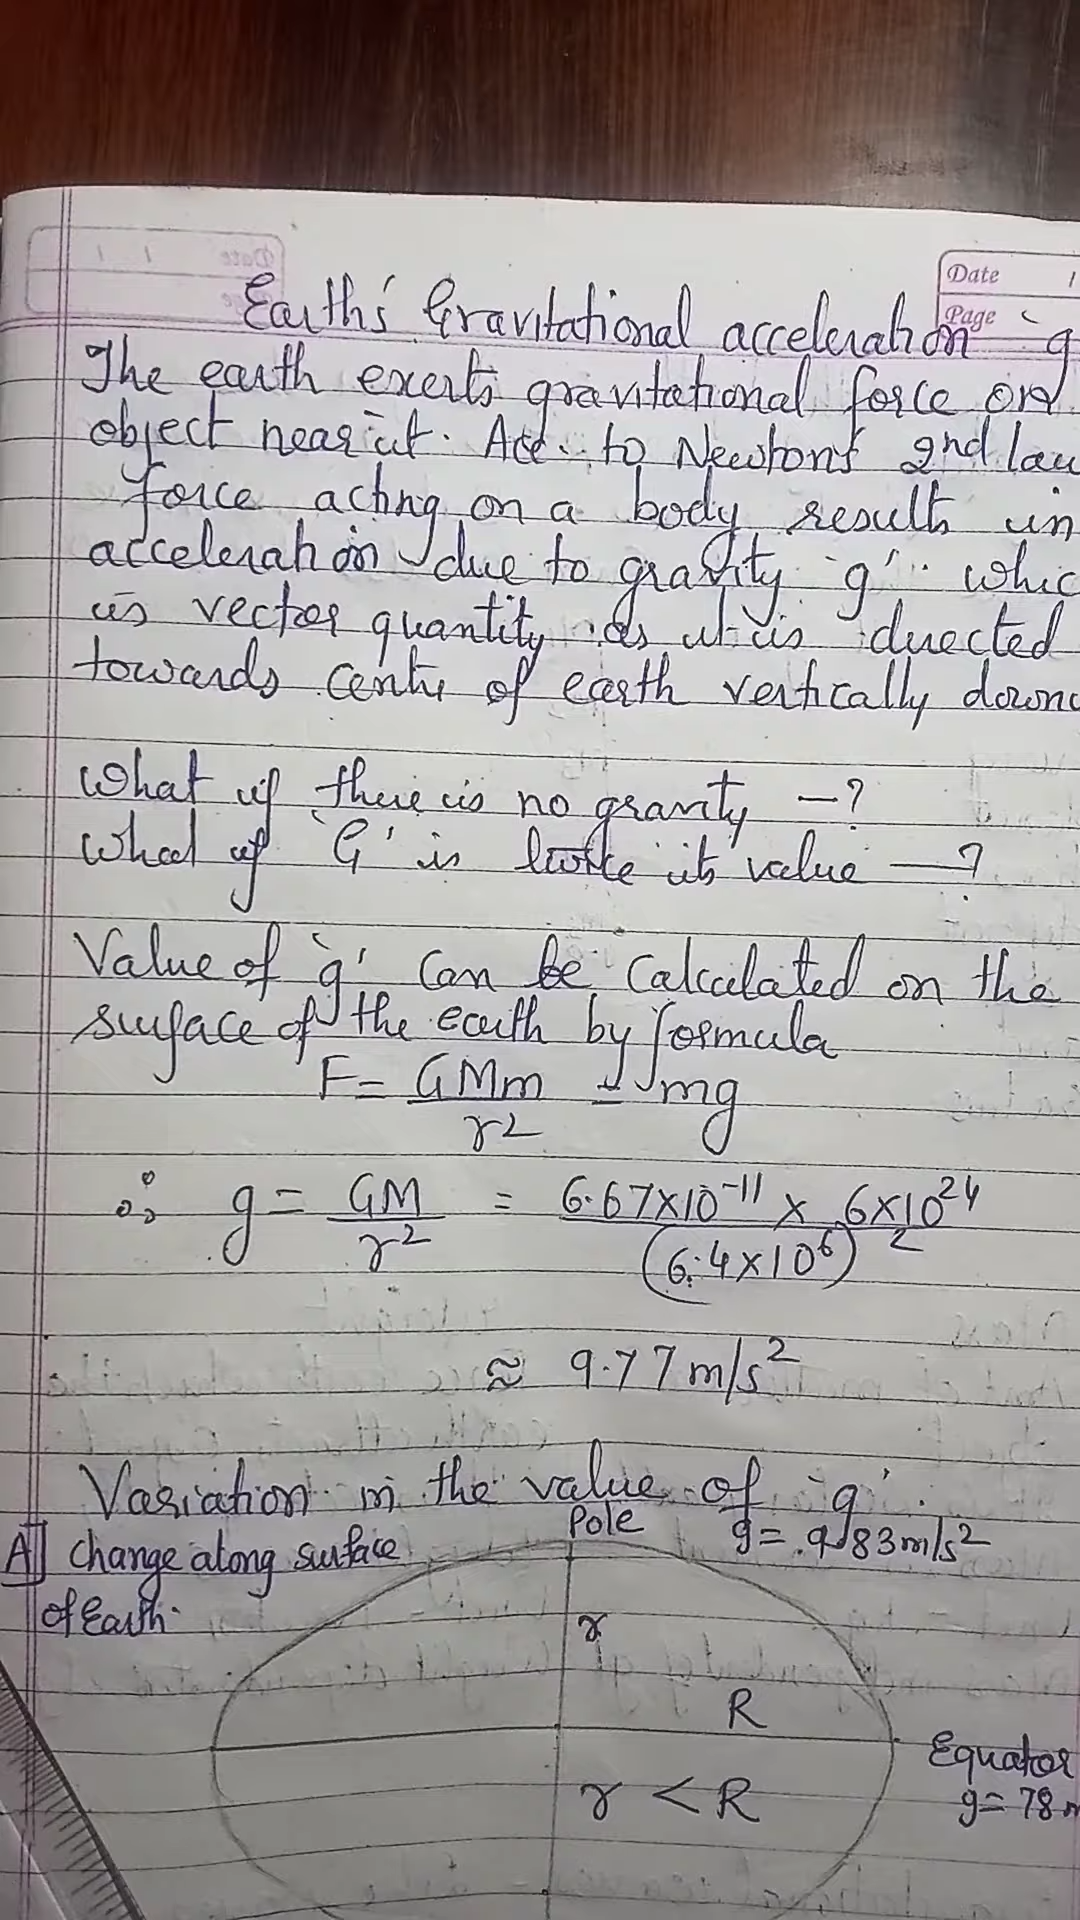 Date 1
Page
Earth's Gravitational acceleration 'g
The earth exerts gravitational force on
object near it. Acc. to Newton's 2nd law
force acting on a body results in
acceleration due to gravity 'g'. whic
is vector quantity as it is directed
towards centre of earth vertically down
What if there is no gravity —?
What if 'G' is twice its value —?
Value of 'g' can be calculated on the
surface of the earth by formula
F = GMm/r2 = mg
∴ g = GM/r2 = 6.67×10-11 × 6×1024/(6.4×106)2
≈ 9.77 m/s2
Variation in the value of 'g'.
Pole g = 9.83 m/s2
A] change along surface
of Earth.
r
R
Equator
r < R
g = 78 m